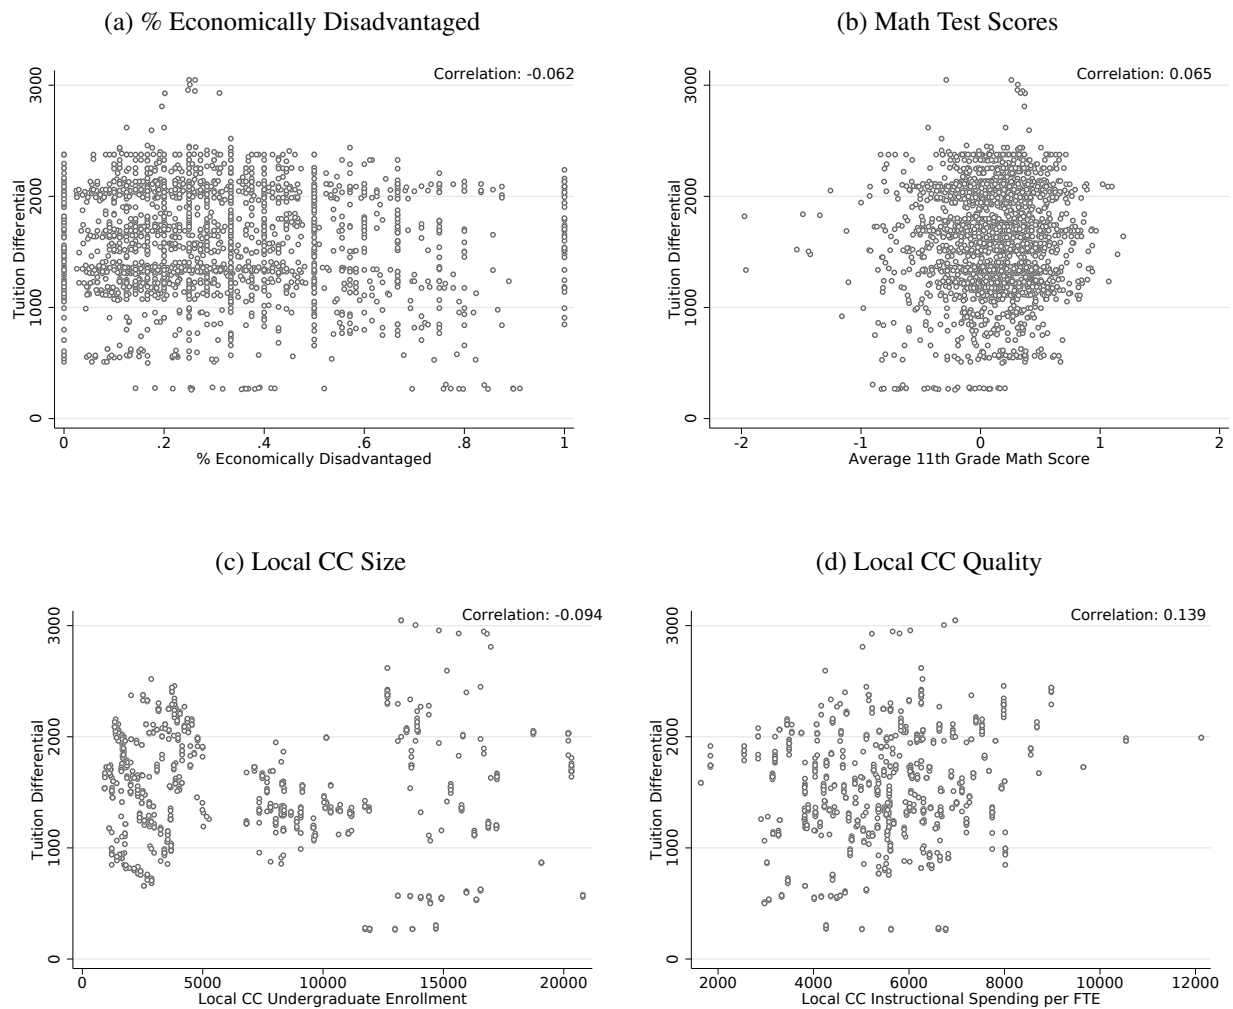 (a) % Economically Disadvantaged
Correlation: -0.062
Tuition Differential
3000
2000
1000
0
0 .2 .4 .6 .8 1
% Economically Disadvantaged
(b) Math Test Scores
Correlation: 0.065
Tuition Differential
3000
2000
1000
0
-2 -1 0 1 2
Average 11th Grade Math Score
(c) Local CC Size
Correlation: -0.094
Tuition Differential
3000
2000
1000
0
0 5000 10000 15000 20000
Local CC Undergraduate Enrollment
(d) Local CC Quality
Correlation: 0.139
Tuition Differential
3000
2000
1000
0
2000 4000 6000 8000 10000 12000
Local CC Instructional Spending per FTE